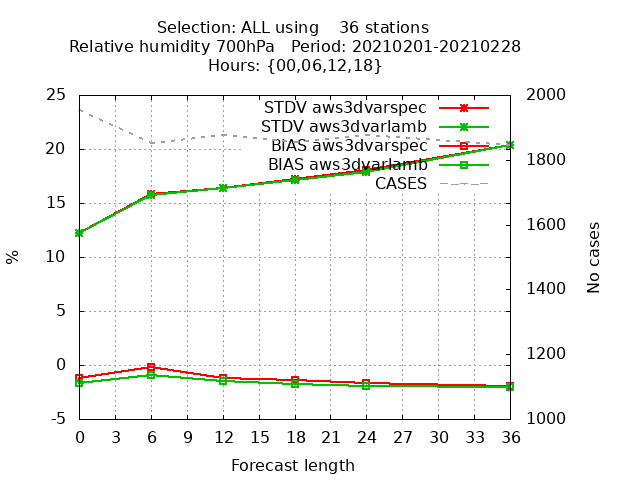 Selection: ALL using 36 stations
Relative humidity 700hPa Period: 20210201-20210228
Hours: {00,06,12,18}
STDV aws3dvarspec
STDV aws3dvarlamb
BIAS aws3dvarspec
BIAS aws3dvarlamb
CASES
25
20
15
10
5
0
-5
%
2000
1800
1600
1400
1200
1000
No cases
0 3 6 9 12 15 18 21 24 27 30 33 36
Forecast length